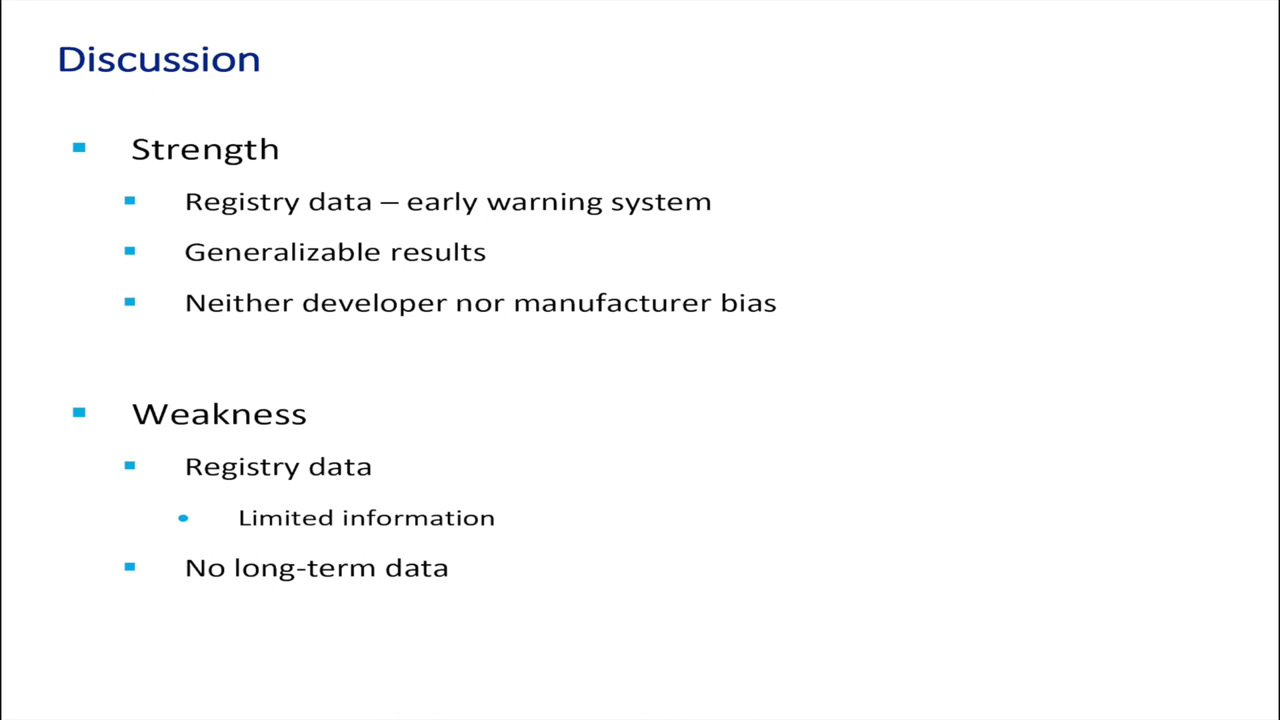 Discussion
Strength
Registry data – early warning system
Generalizable results
Neither developer nor manufacturer bias
Weakness
Registry data
Limited information
No long-term data